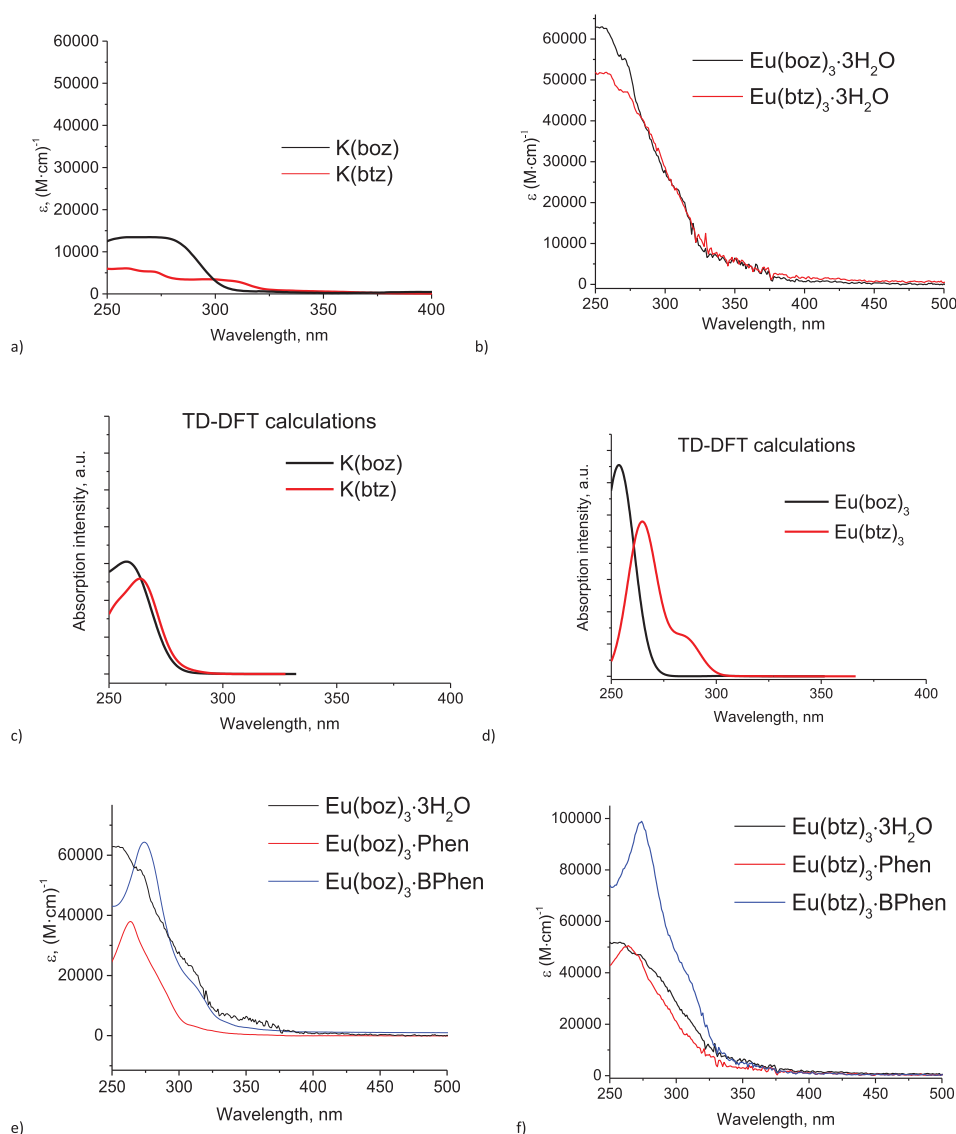 60000
50000
40000
30000
20000
10000
0
ε, (M·cm)⁻¹
K(boz)
K(btz)
250 300 350 400
Wavelength, nm
a)
60000
50000
40000
30000
20000
10000
0
ε (M·cm)⁻¹
Eu(boz)₃·3H₂O
Eu(btz)₃·3H₂O
250 300 350 400 450 500
Wavelength, nm
b)
TD-DFT calculations
Absorption intensity, a.u.
K(boz)
K(btz)
250 300 350 400
Wavelength, nm
c)
TD-DFT calculations
Absorption intensity, a.u.
Eu(boz)₃
Eu(btz)₃
250 300 350 400
Wavelength, nm
d)
60000
40000
20000
0
ε, (M·cm)⁻¹
Eu(boz)₃·3H₂O
Eu(boz)₃·Phen
Eu(boz)₃·BPhen
250 300 350 400 450 500
Wavelength, nm
e)
100000
80000
60000
40000
20000
0
ε (M·cm)⁻¹
Eu(btz)₃·3H₂O
Eu(btz)₃·Phen
Eu(btz)₃·BPhen
250 300 350 400 450 500
Wavelength, nm
f)